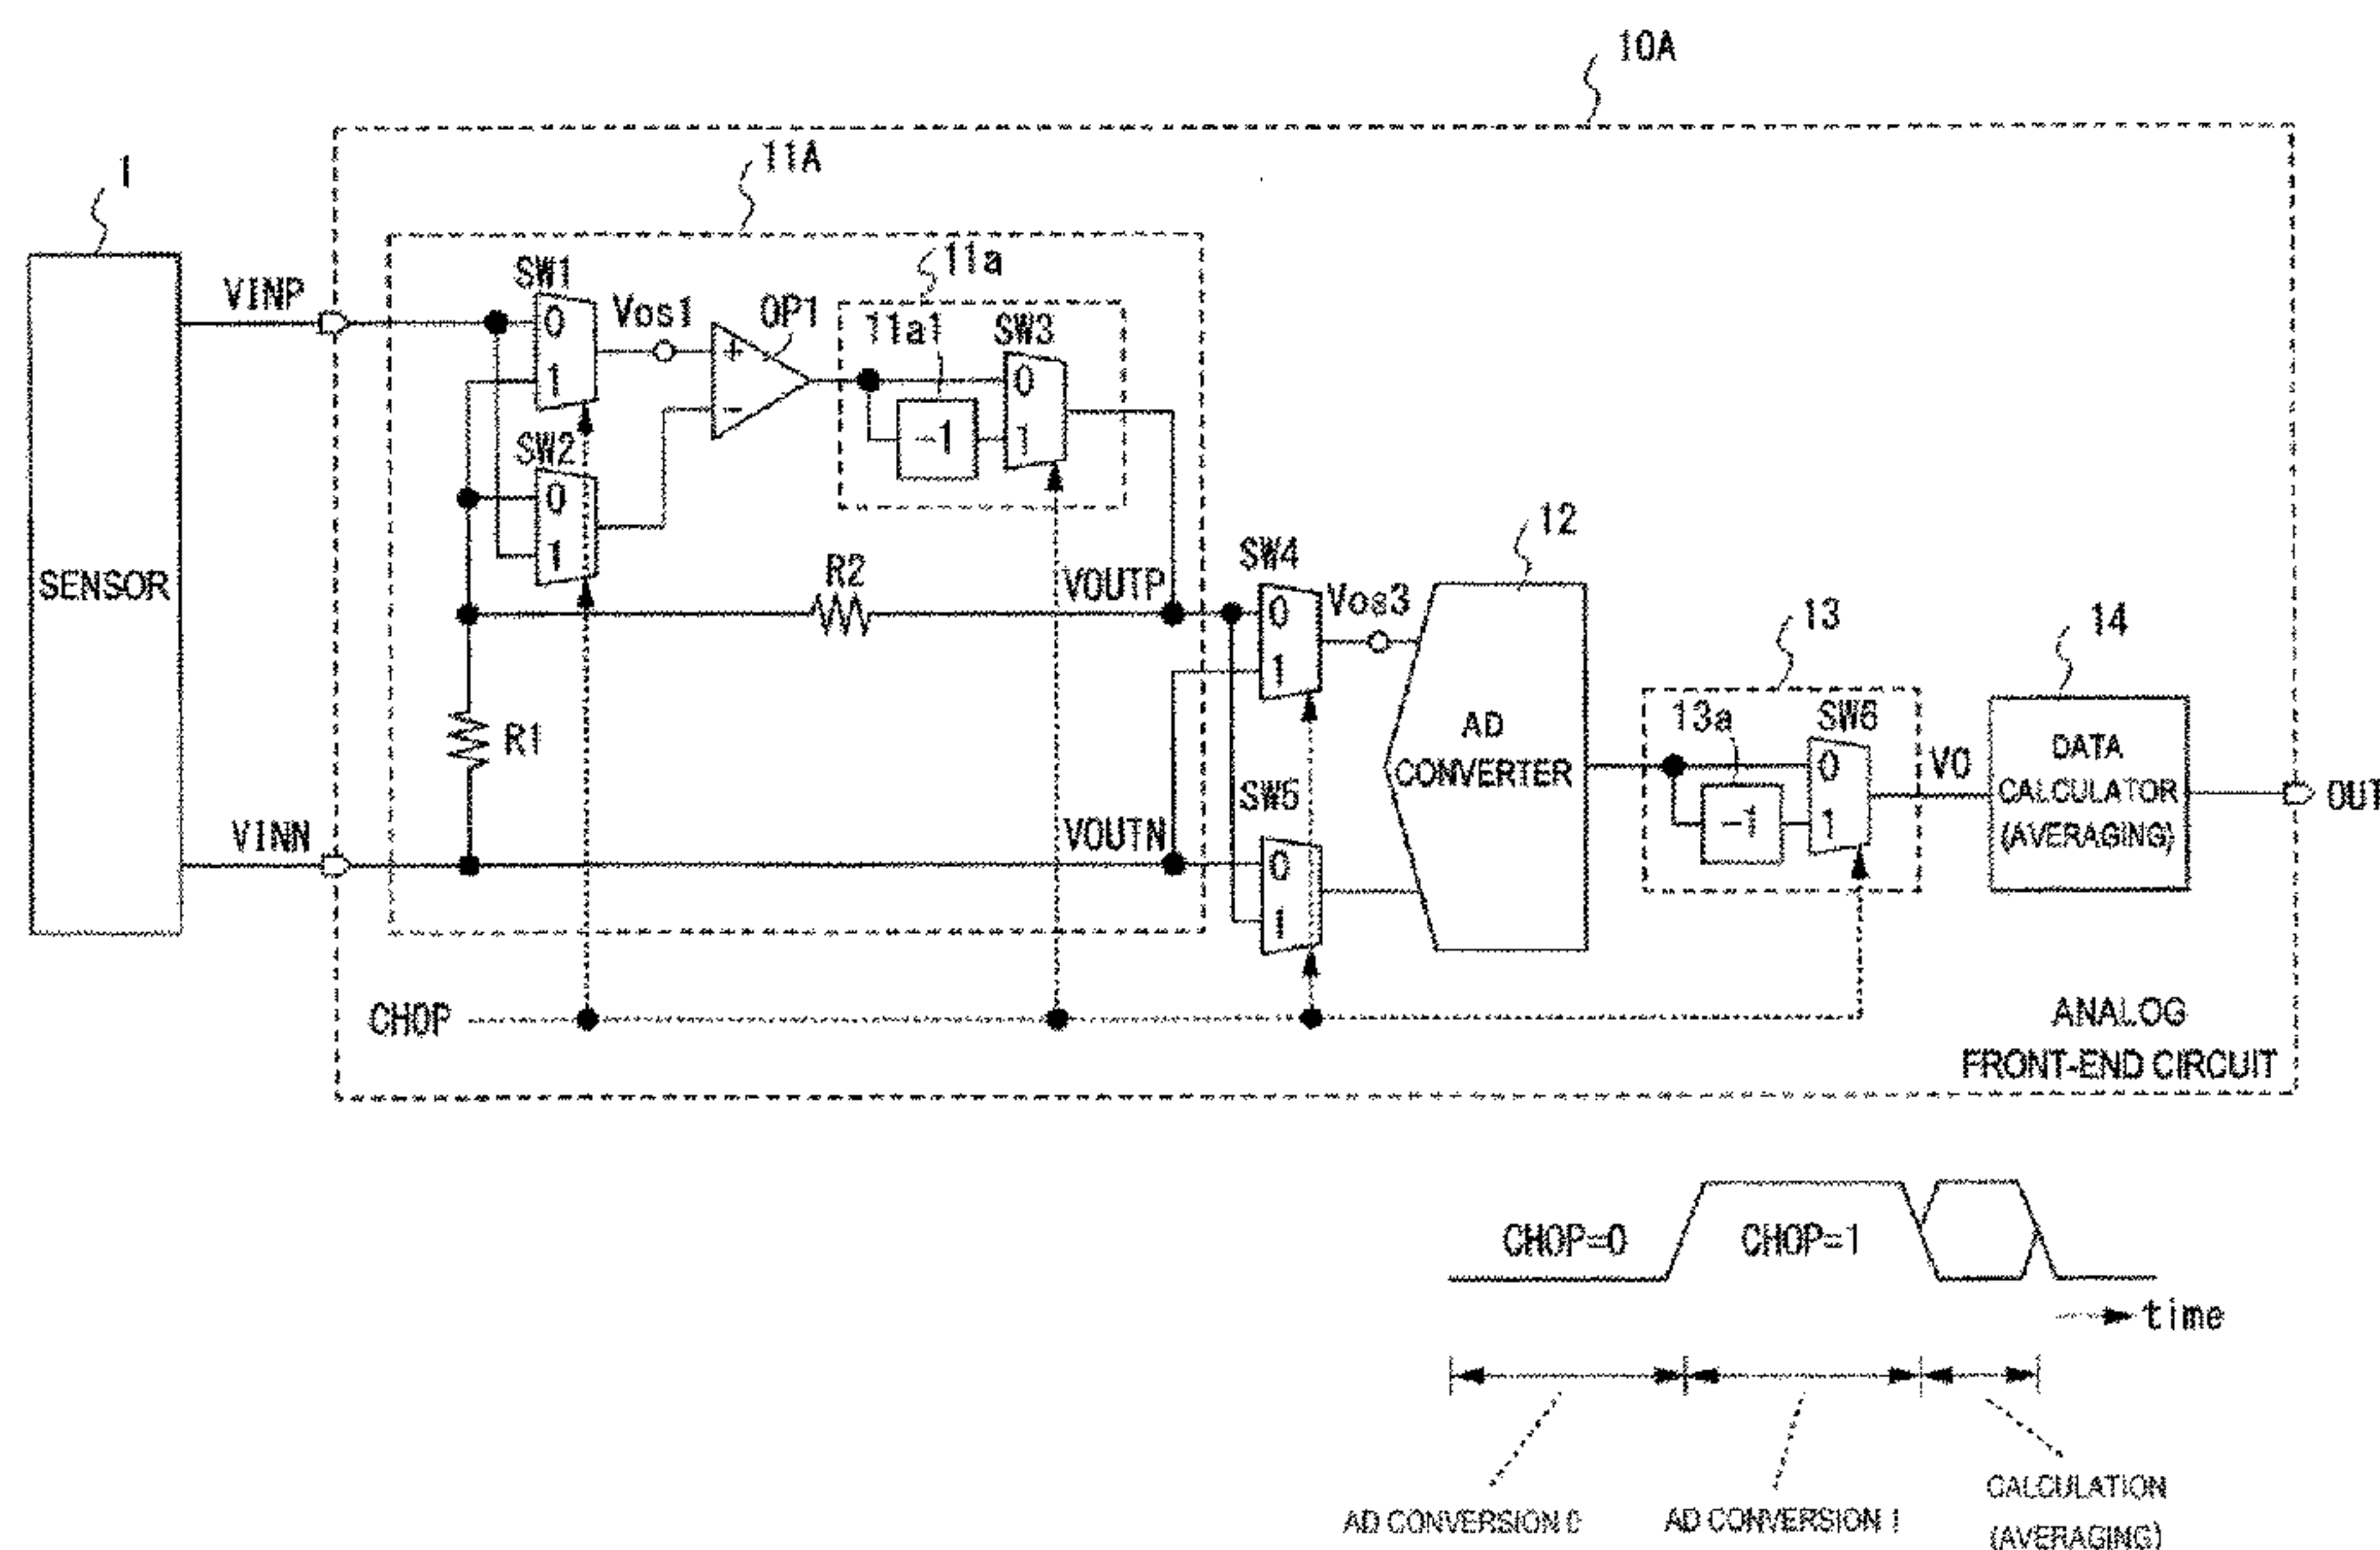 10A
11A
1
11a
SW1
VINP
Vos1
OP1
11a1
SW3
0
+
0
1
-1
1
SW2
0
-
1
12
SENSOR
R2
VOUTP
SW4
Vos3
0
1
13
14
R1
AD
CONVERTER
13a
SW6
VO
DATA
CALCULATOR
(AVERAGING)
0
-1
1
OUT
SW5
VINN
VOUTN
0
1
CHOP
ANALOG
FRONT-END CIRCUIT
CHOP=0
CHOP=1
time
AD CONVERSION 0
AD CONVERSION 1
CALCULATION
(AVERAGING)